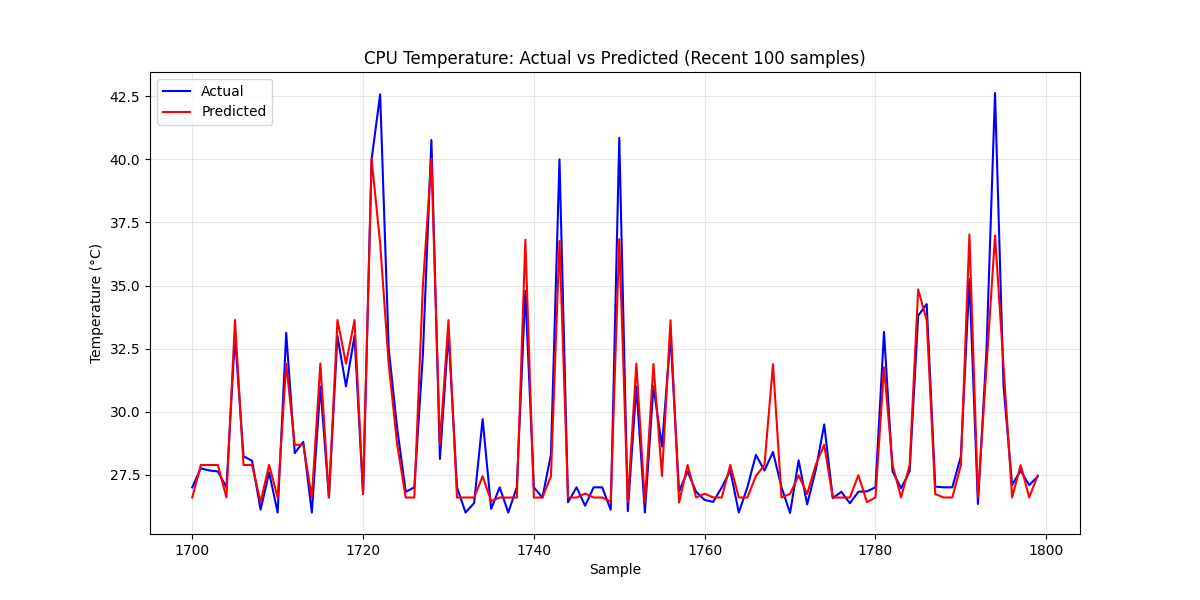 CPU Temperature: Actual vs Predicted (Recent 100 samples)
Actual
Predicted
Temperature (°C)
42.5
40.0
37.5
35.0
32.5
30.0
27.5
1700 1720 1740 1760 1780 1800
Sample